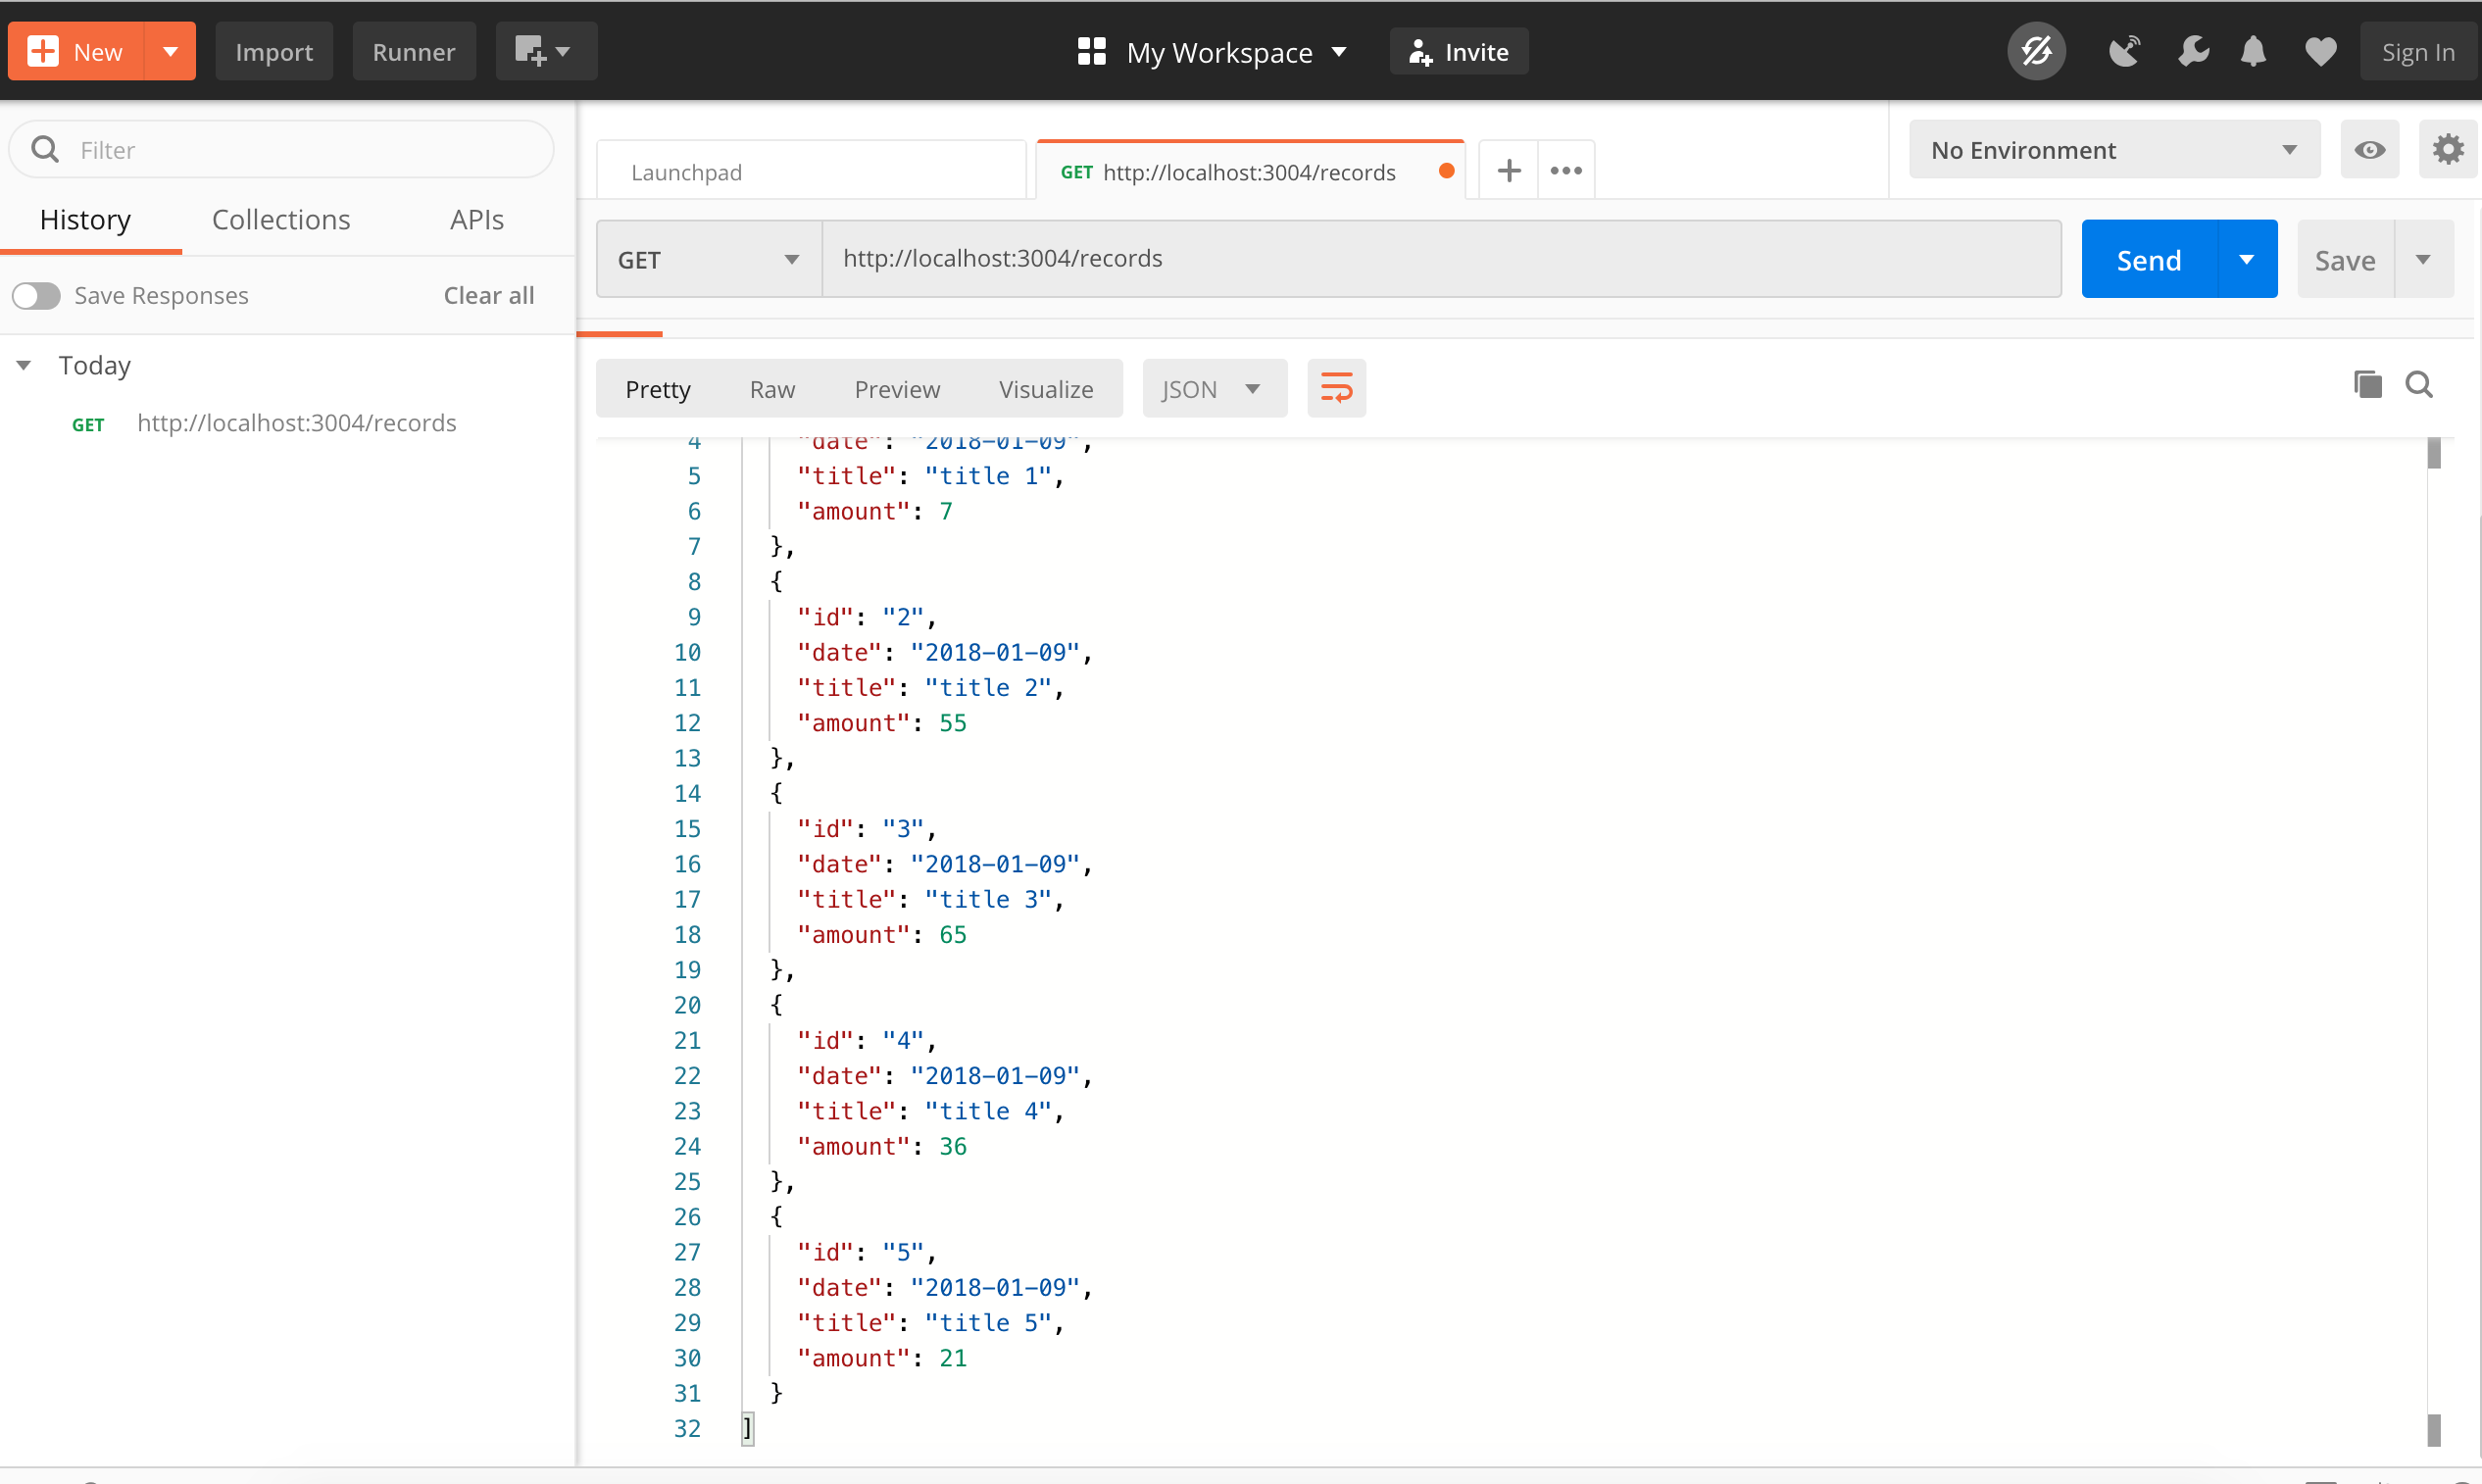 New
Import
Runner
My Workspace
Invite
Sign In
Filter
History
Collections
APIs
Save Responses
Clear all
Today
GET http://localhost:3004/records
Launchpad
GET http://localhost:3004/records
No Environment
GET
http://localhost:3004/records
Send
Save
Pretty
Raw
Preview
Visualize
JSON
4 "date": "2018-01-09",
5 "title": "title 1",
6 "amount": 7
7 },
8 {
9 "id": "2",
10 "date": "2018-01-09",
11 "title": "title 2",
12 "amount": 55
13 },
14 {
15 "id": "3",
16 "date": "2018-01-09",
17 "title": "title 3",
18 "amount": 65
19 },
20 {
21 "id": "4",
22 "date": "2018-01-09",
23 "title": "title 4",
24 "amount": 36
25 },
26 {
27 "id": "5",
28 "date": "2018-01-09",
29 "title": "title 5",
30 "amount": 21
31 }
32 ]